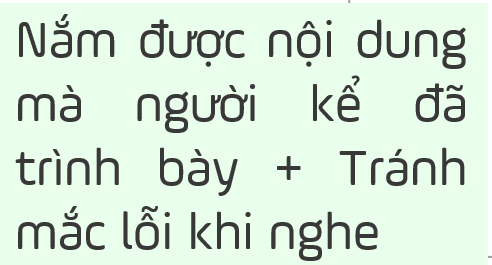 Nắm được nội dung
mà người kể đã
trình bày + Tránh
mắc lỗi khi nghe